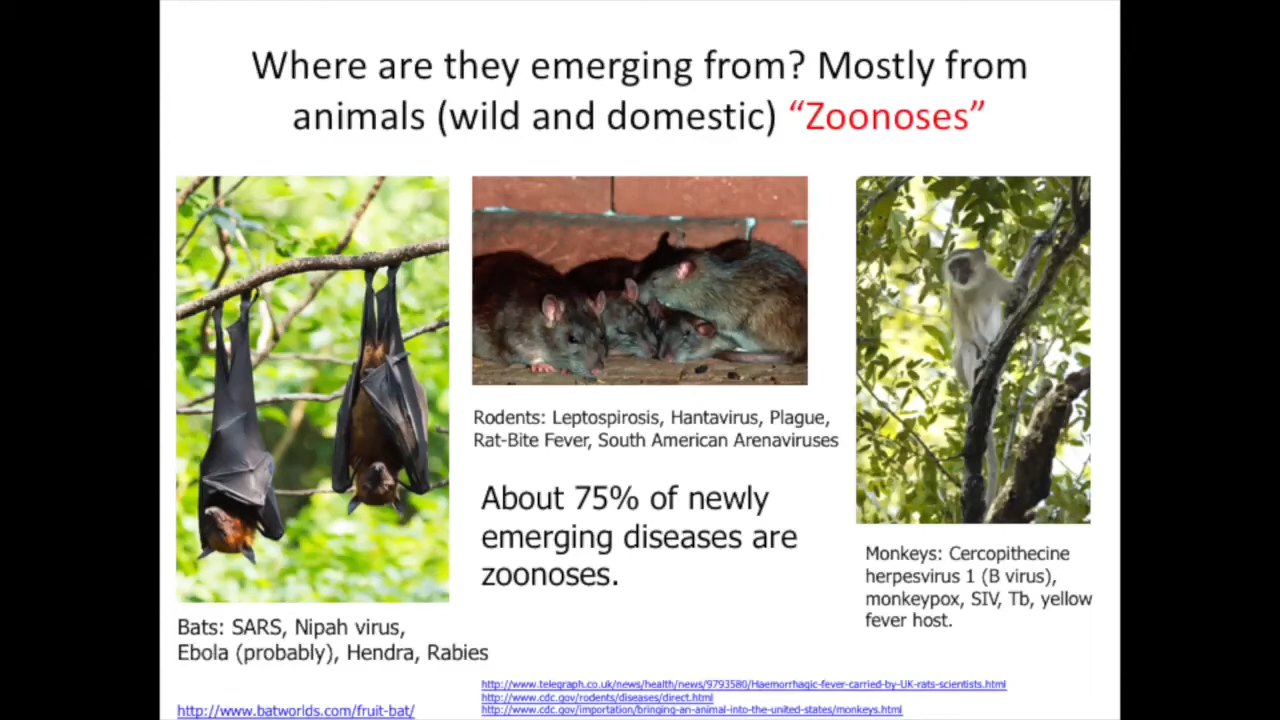 Where are they emerging from? Mostly from
animals (wild and domestic) “Zoonoses”
Rodents: Leptospirosis, Hantavirus, Plague,
Rat-Bite Fever, South American Arenaviruses
About 75% of newly
emerging diseases are
zoonoses.
Monkeys: Cercopithecine
herpesvirus 1 (B virus),
monkeypox, SIV, Tb, yellow
fever host.
Bats: SARS, Nipah virus,
Ebola (probably), Hendra, Rabies
http://www.telegraph.co.uk/news/health/news/9793580/Haemorrhagic-fever-carried-by-UK-rats-scientists.html
http://www.cdc.gov/rodents/diseases/direct.html
http://www.cdc.gov/importation/bringing-an-animal-into-the-united-states/monkeys.html
http://www.batworlds.com/fruit-bat/